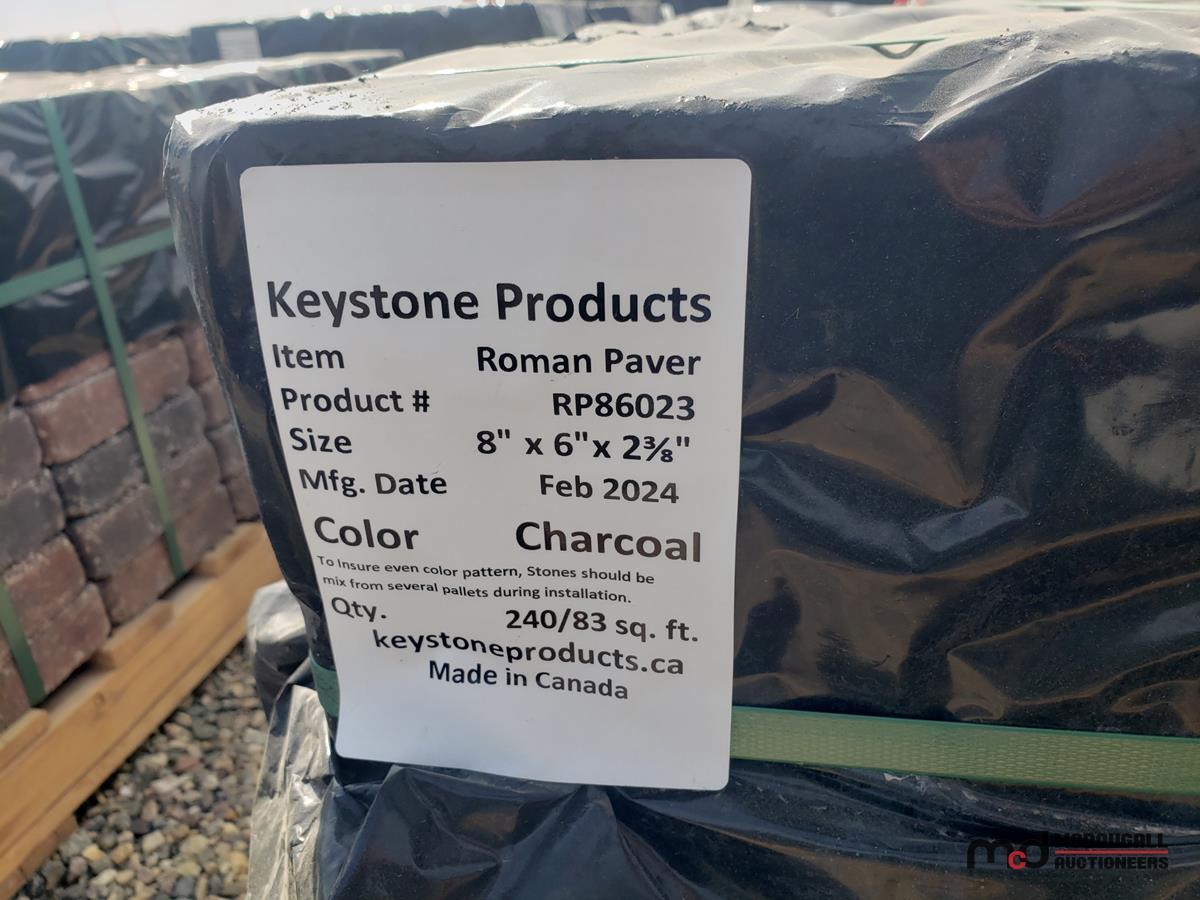 Keystone Products
Item Roman Paver
Product # RP86023
Size 8" x 6"x 2⅜"
Mfg. Date Feb 2024
Color Charcoal
To Insure even color pattern, Stones should be
mix from several pallets during installation.
Qty. 240/83 sq. ft.
keystoneproducts.ca
Made in Canada
mcd McDOUGALL
AUCTIONEERS